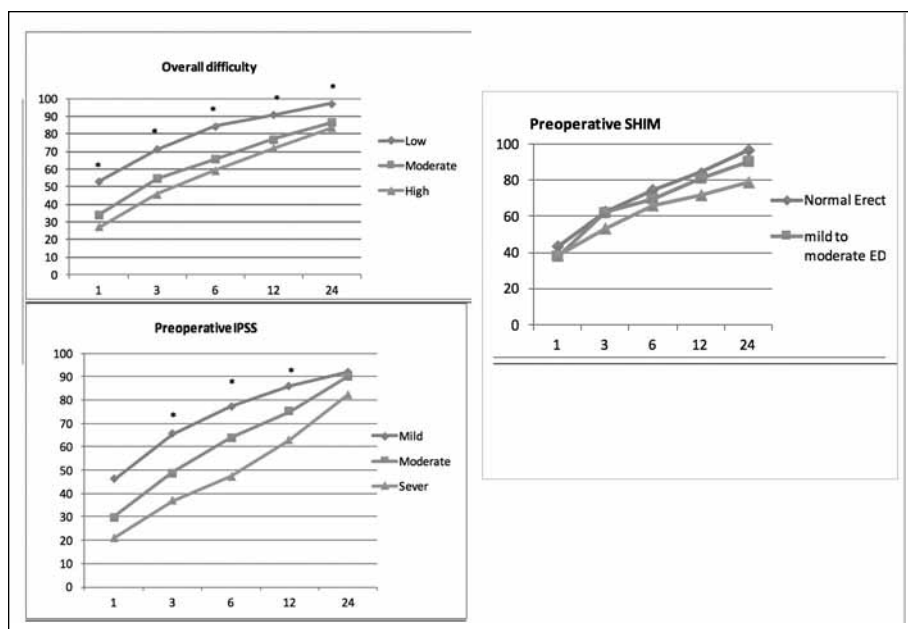 Overall difficulty
*
*
*
*
*
100
90
80
70
60
50
40
30
20
10
0
1 3 6 12 24
Low
Moderate
High
Preoperative IPSS
*
*
*
100
90
80
70
60
50
40
30
20
10
0
1 3 6 12 24
Mild
Moderate
Sever
Preoperative SHIM
100
80
60
40
20
0
1 3 6 12 24
Normal Erect
mild to
moderate ED